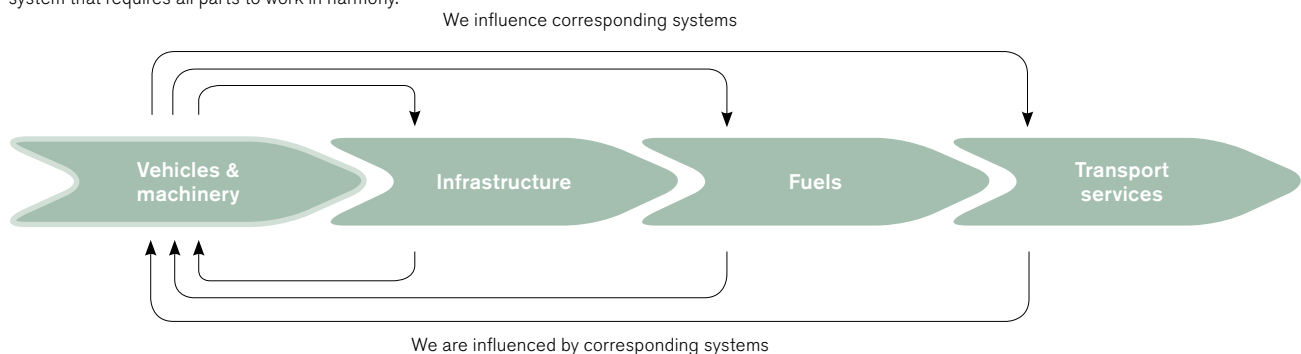 system that requires all parts to work in harmony.
We influence corresponding systems
Vehicles &
machinery
Infrastructure
Fuels
Transport
services
We are influenced by corresponding systems